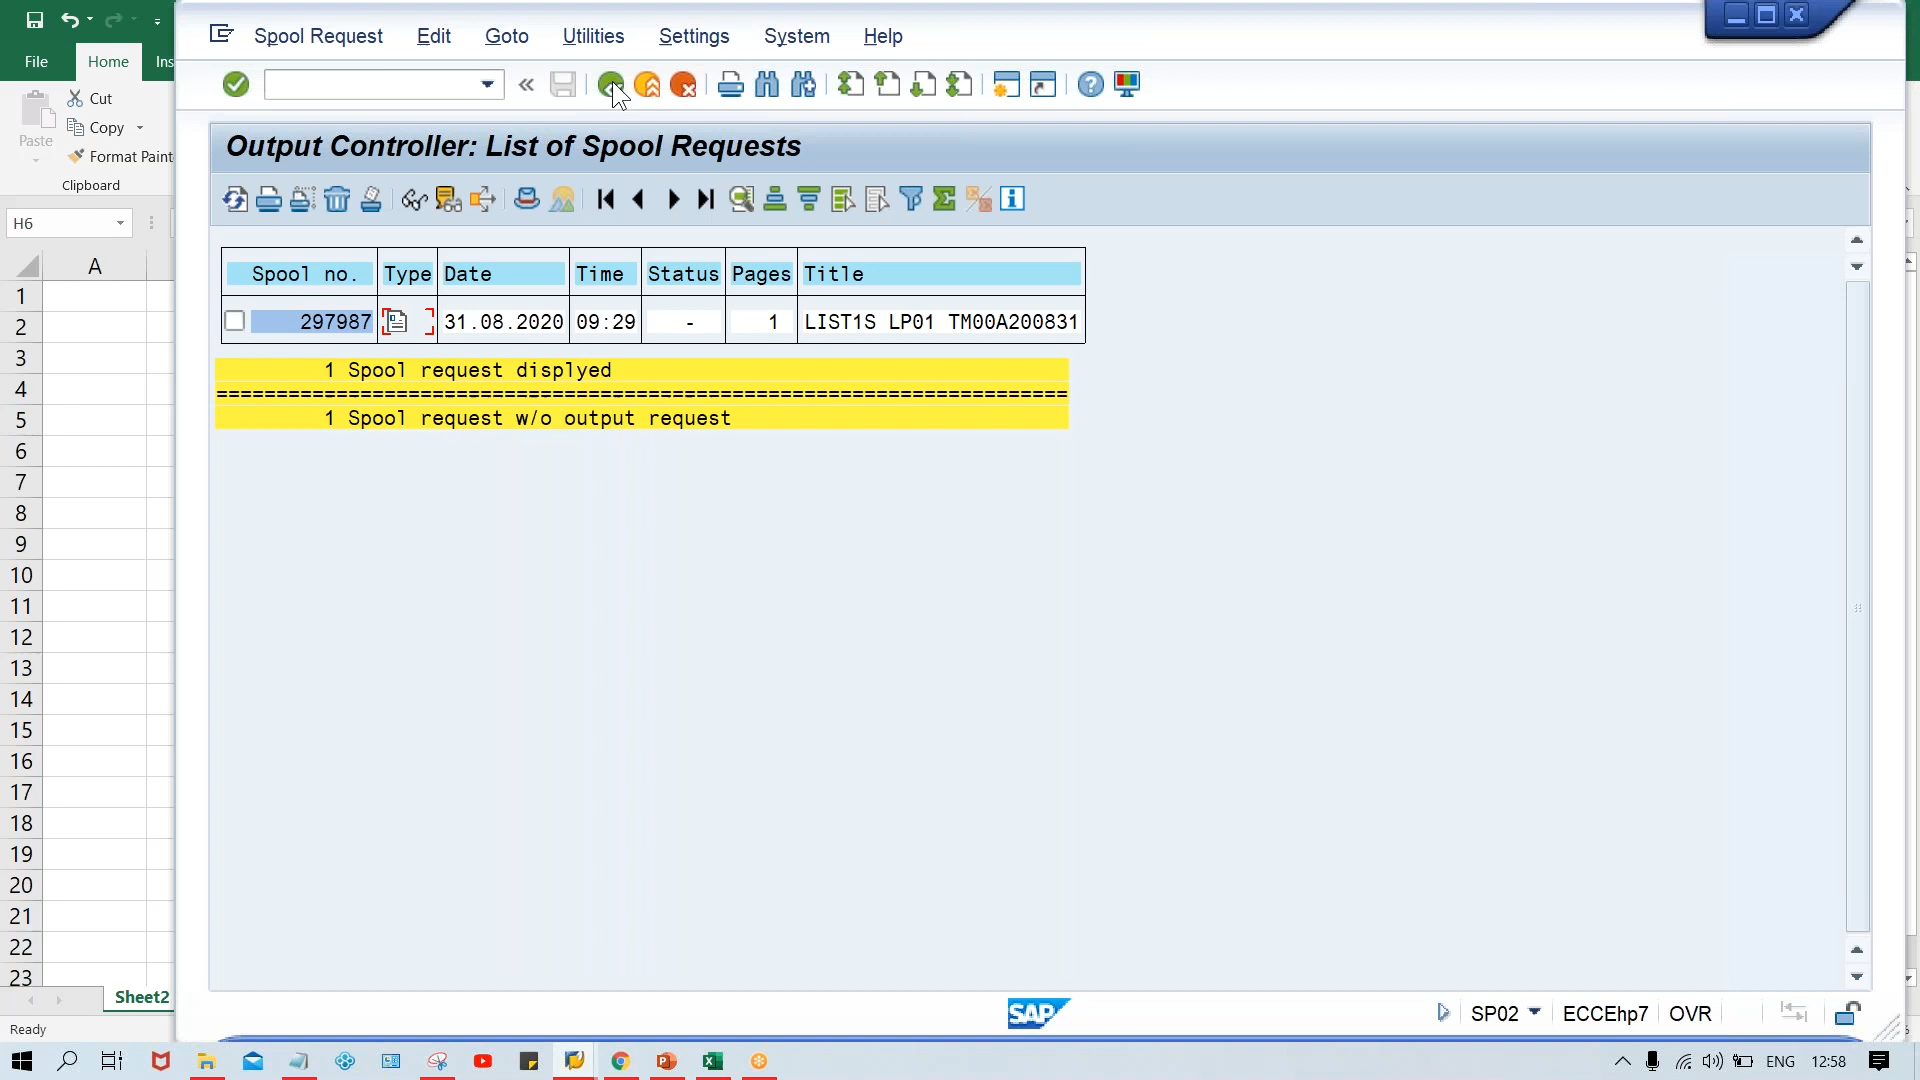 Spool Request Edit Goto Utilities Settings System Help
File Home Ins
Cut
Copy
Paste
Format Paint
Clipboard
Output Controller: List of Spool Requests
H6
A
Spool no. Type Date Time Status Pages Title
297987 31.08.2020 09:29 - 1 LIST1S LP01 TM00A200831
1 Spool request displyed
=======================================================================
1 Spool request w/o output request
1
2
3
4
5
6
7
8
9
10
11
12
13
14
15
16
17
18
19
20
21
22
23
Sheet2
SAP SP02 ECCEhp7 OVR
Ready
ENG 12:58